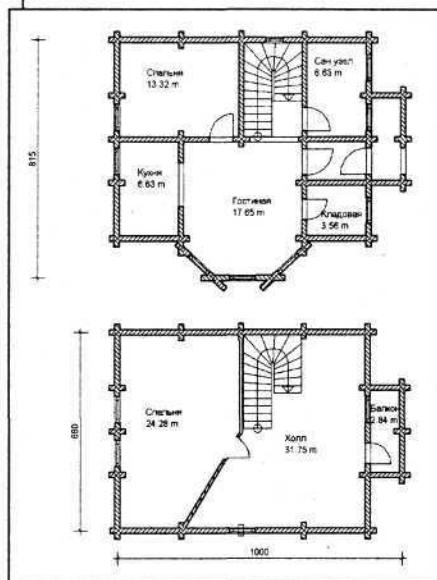 Спальня
13.32 m
Сан узел
6.63 m
815
Кухня
6.63 m
Гостиная
17.65 m
Кладовая
3.56 m
680
Спальня
24.28 m
Холл
31.75 m
Балкон
2.84 m
1000